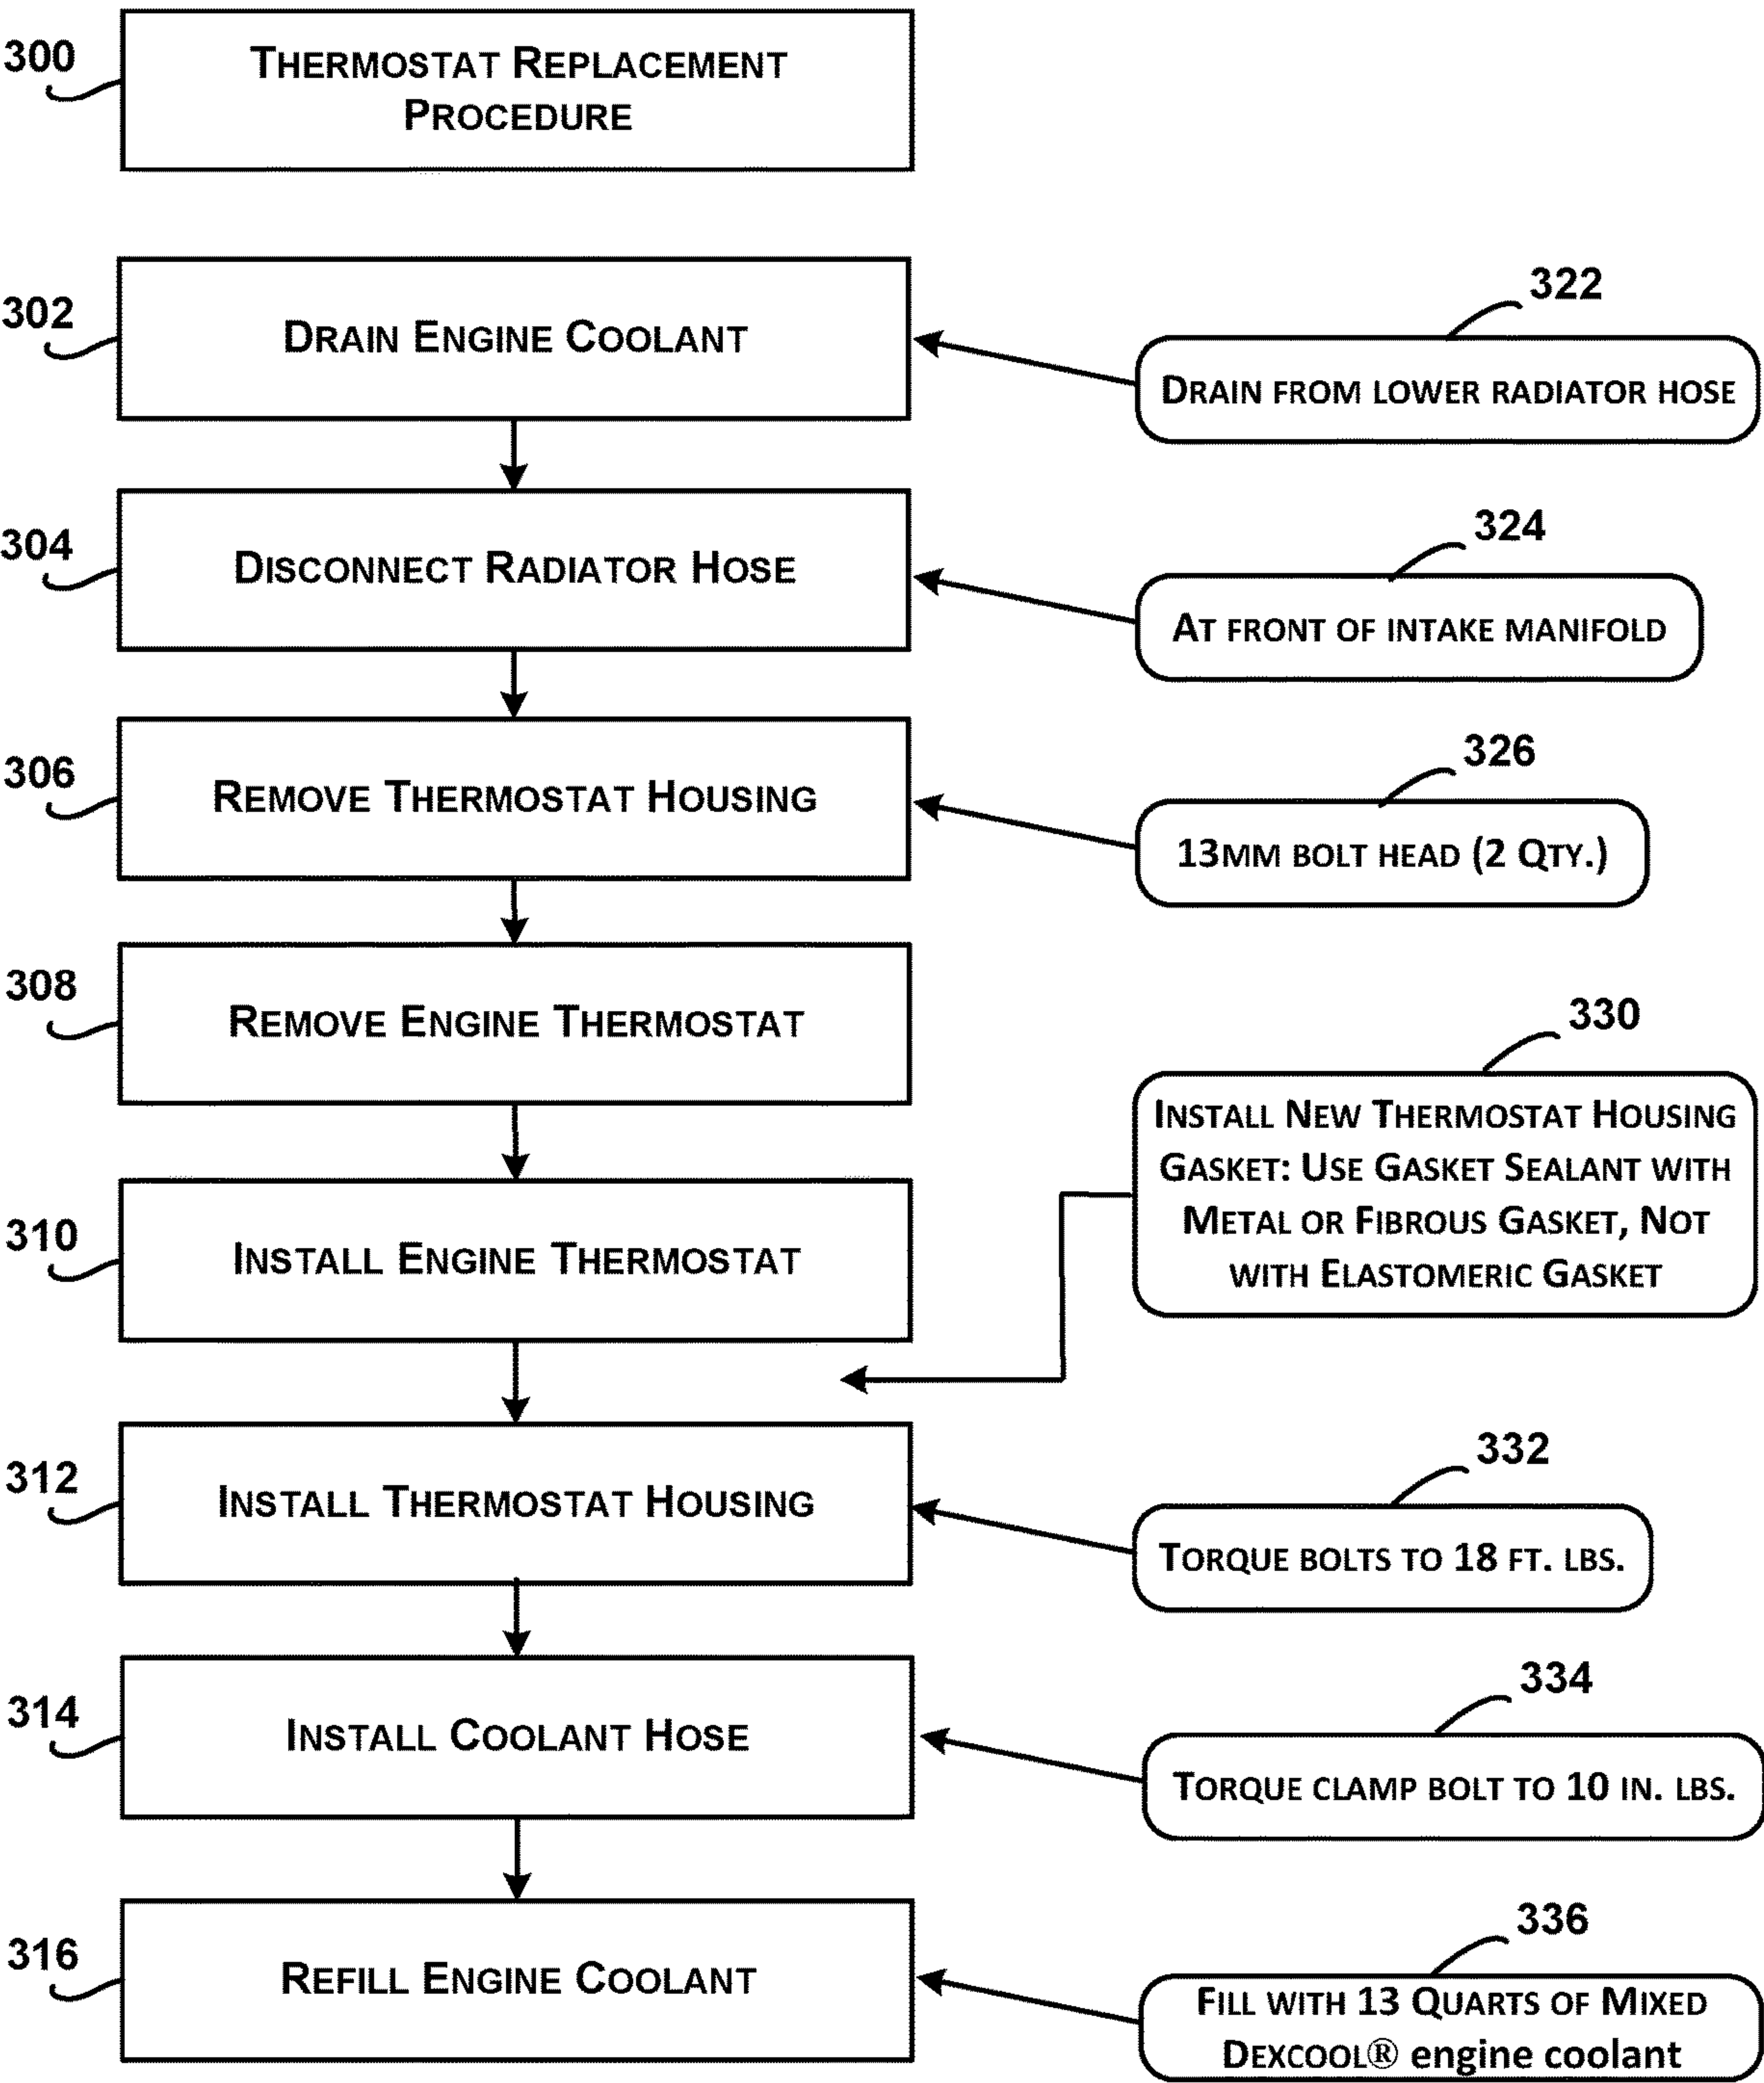 300
THERMOSTAT REPLACEMENT
PROCEDURE
302
DRAIN ENGINE COOLANT
322
DRAIN FROM LOWER RADIATOR HOSE
304
DISCONNECT RADIATOR HOSE
324
AT FRONT OF INTAKE MANIFOLD
306
REMOVE THERMOSTAT HOUSING
326
13MM BOLT HEAD (2 QTY.)
308
REMOVE ENGINE THERMOSTAT
330
INSTALL NEW THERMOSTAT HOUSING
GASKET: USE GASKET SEALANT WITH
METAL OR FIBROUS GASKET, NOT
WITH ELASTOMERIC GASKET
310
INSTALL ENGINE THERMOSTAT
312
INSTALL THERMOSTAT HOUSING
332
TORQUE BOLTS TO 18 FT. LBS.
314
INSTALL COOLANT HOSE
334
TORQUE CLAMP BOLT TO 10 IN. LBS.
316
REFILL ENGINE COOLANT
336
FILL WITH 13 QUARTS OF MIXED
DEXCOOL® engine coolant